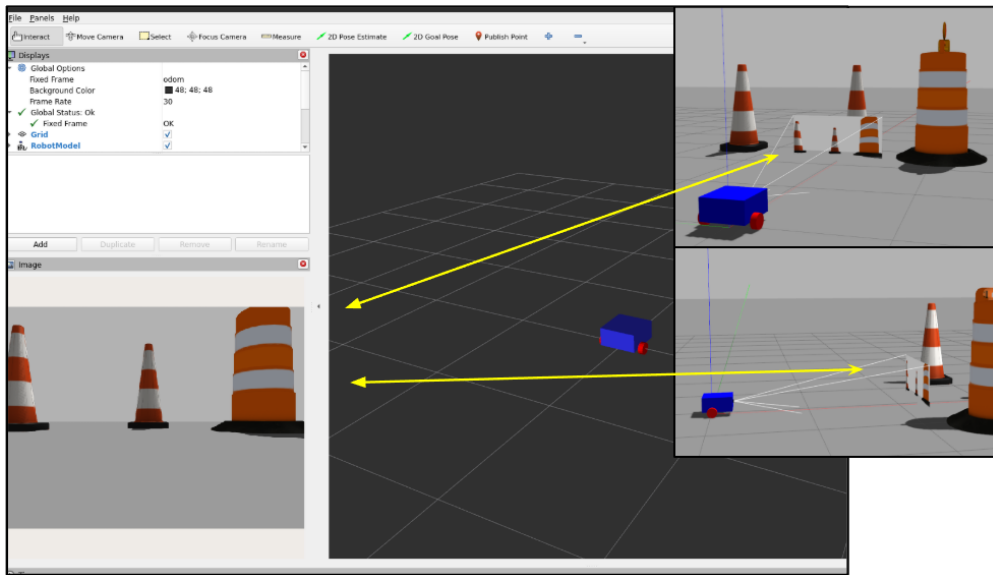 File Panels Help
Interact Move Camera Select Focus Camera Measure 2D Pose Estimate 2D Goal Pose Publish Point
Displays
Global Options
Fixed Frame odom
Background Color 48; 48; 48
Frame Rate 30
Global Status: Ok
Fixed Frame OK
Grid
RobotModel
Add Duplicate Remove Rename
Image